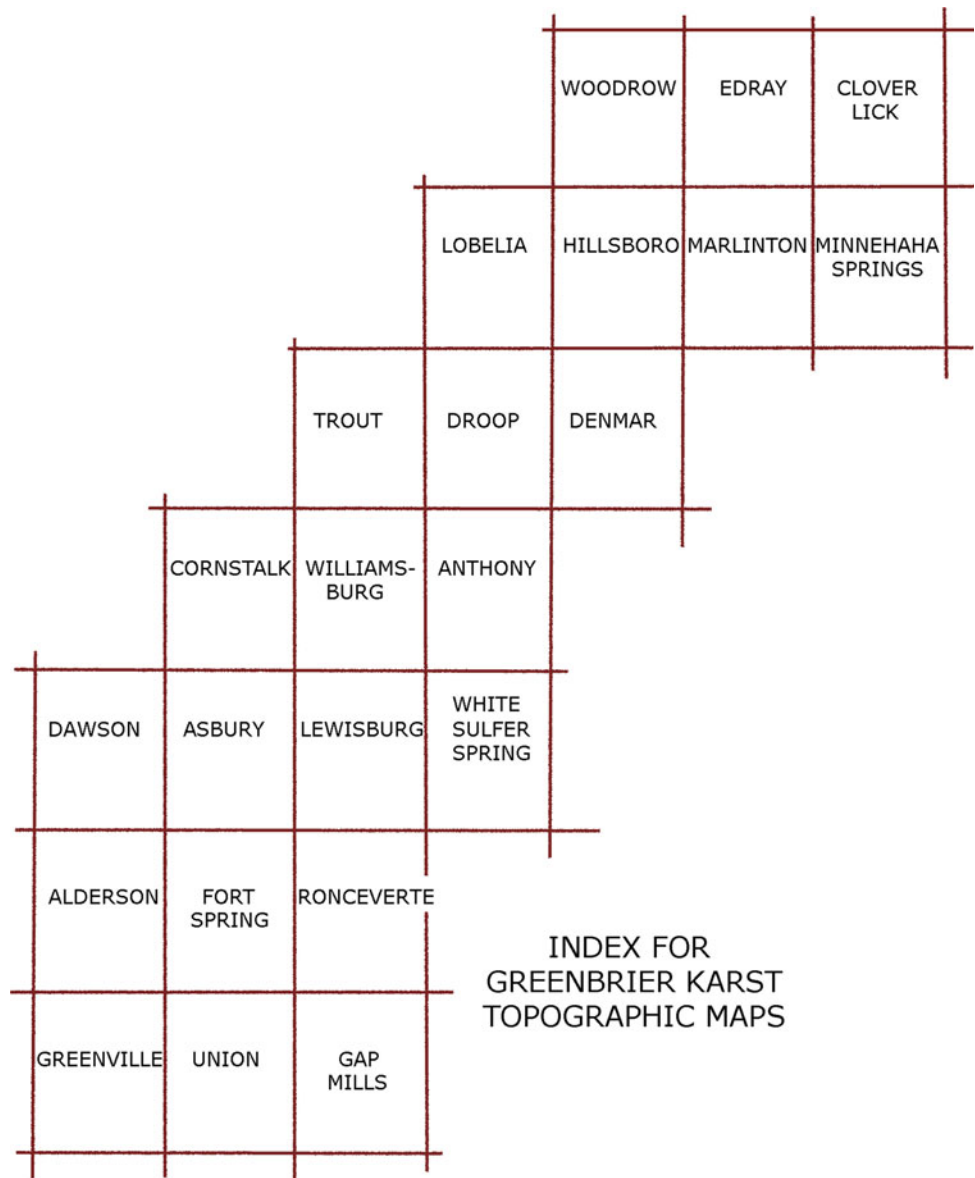 WOODROW
EDRAY
CLOVER
LICK
LOBELIA
HILLSBORO
MARLINTON
MINNEHAHA
SPRINGS
TROUT
DROOP
DENMAR
CORNSTALK
WILLIAMS-
BURG
ANTHONY
DAWSON
ASBURY
LEWISBURG
WHITE
SULFER
SPRING
ALDERSON
FORT
SPRING
RONCEVERTE
INDEX FOR
GREENBRIER KARST
TOPOGRAPHIC MAPS
GREENVILLE
UNION
GAP
MILLS